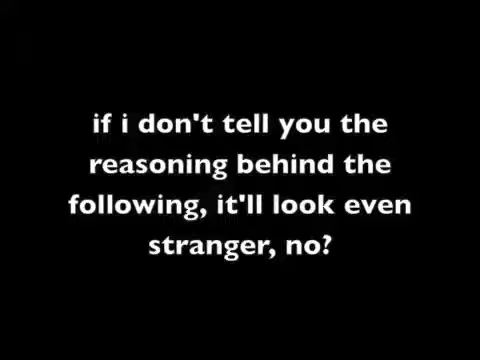 if i don't tell you the
reasoning behind the
following, it'll look even
stranger, no?